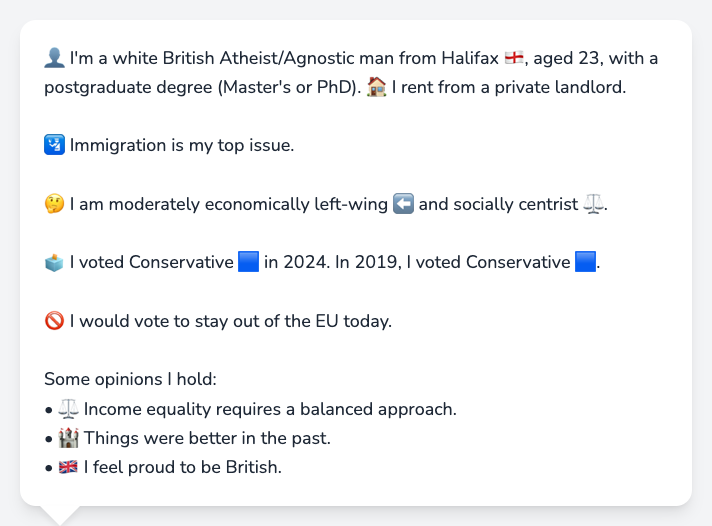 👤 I'm a white British Atheist/Agnostic man from Halifax 🏴󠁧󠁢󠁥󠁮󠁧󠁿, aged 23, with a
postgraduate degree (Master's or PhD). 🏠 I rent from a private landlord.
🛂 Immigration is my top issue.
🤔 I am moderately economically left-wing ⬅️ and socially centrist ⚖️.
🗳️ I voted Conservative 🟦 in 2024. In 2019, I voted Conservative 🟦.
🚫 I would vote to stay out of the EU today.
Some opinions I hold:
• ⚖️ Income equality requires a balanced approach.
• 🏰 Things were better in the past.
• 🇬🇧 I feel proud to be British.